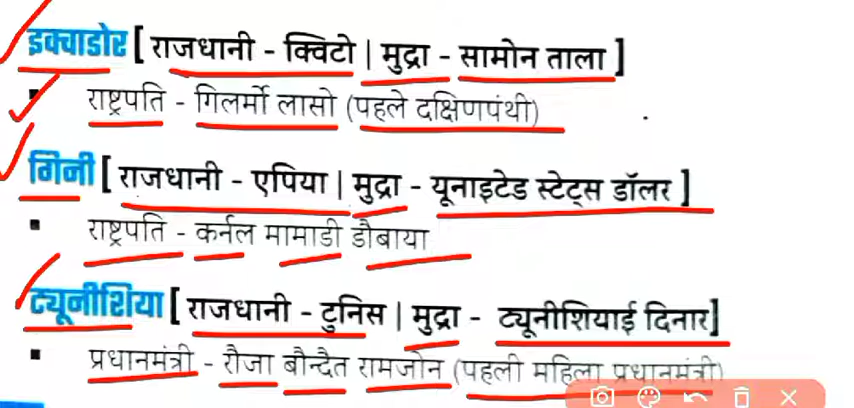 इक्वाडोर [ राजधानी - क्विटो | मुद्रा - सामोन ताला ]
▪ राष्ट्रपति - गिलर्मो लासो (पहले दक्षिणपंथी)
गिनी [ राजधानी - एपिया | मुद्रा - यूनाइटेड स्टेट्स डॉलर ]
▪ राष्ट्रपति - कर्नल मामाडी डौबाया
ट्यूनीशिया [ राजधानी - टुनिस | मुद्रा - ट्यूनीशियाई दिनार]
▪ प्रधानमंत्री - रौजा बौन्दैत रामजोन (पहली महिला प्रधानमंत्री)